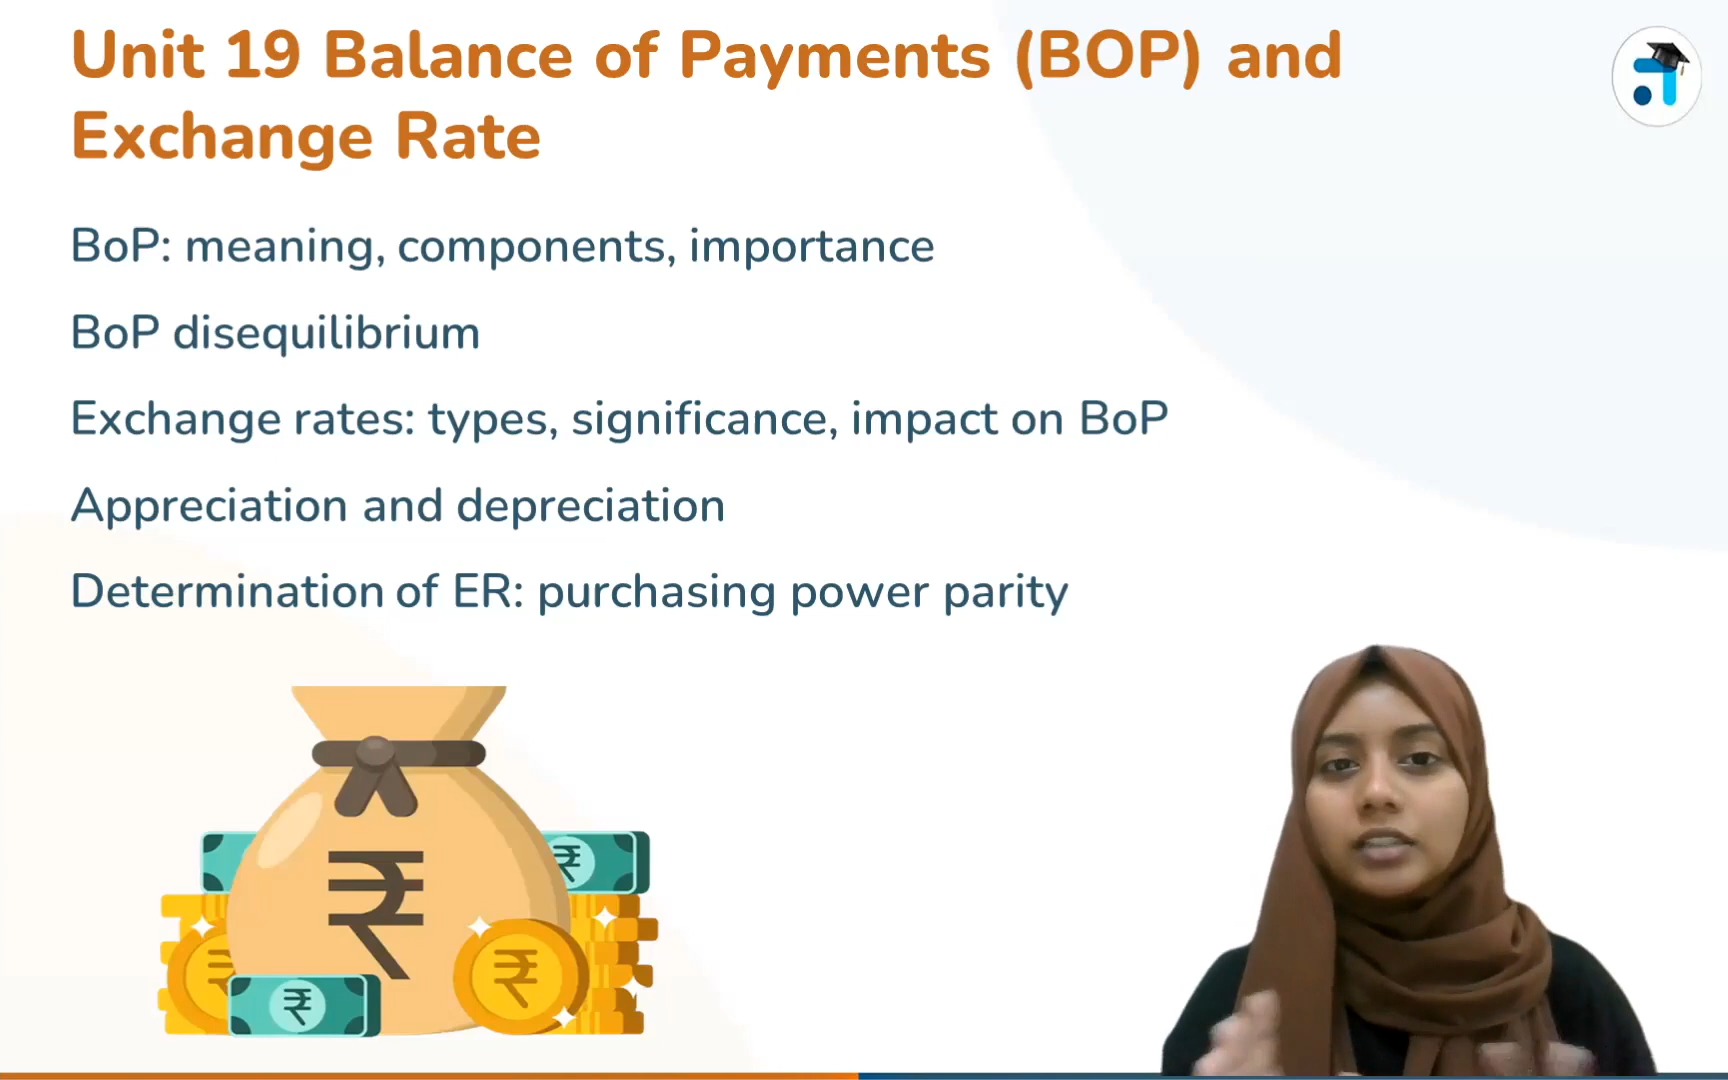 Unit 19 Balance of Payments (BOP) and
Exchange Rate
BoP: meaning, components, importance
BoP disequilibrium
Exchange rates: types, significance, impact on BoP
Appreciation and depreciation
Determination of ER: purchasing power parity
₹
₹
₹
₹
₹